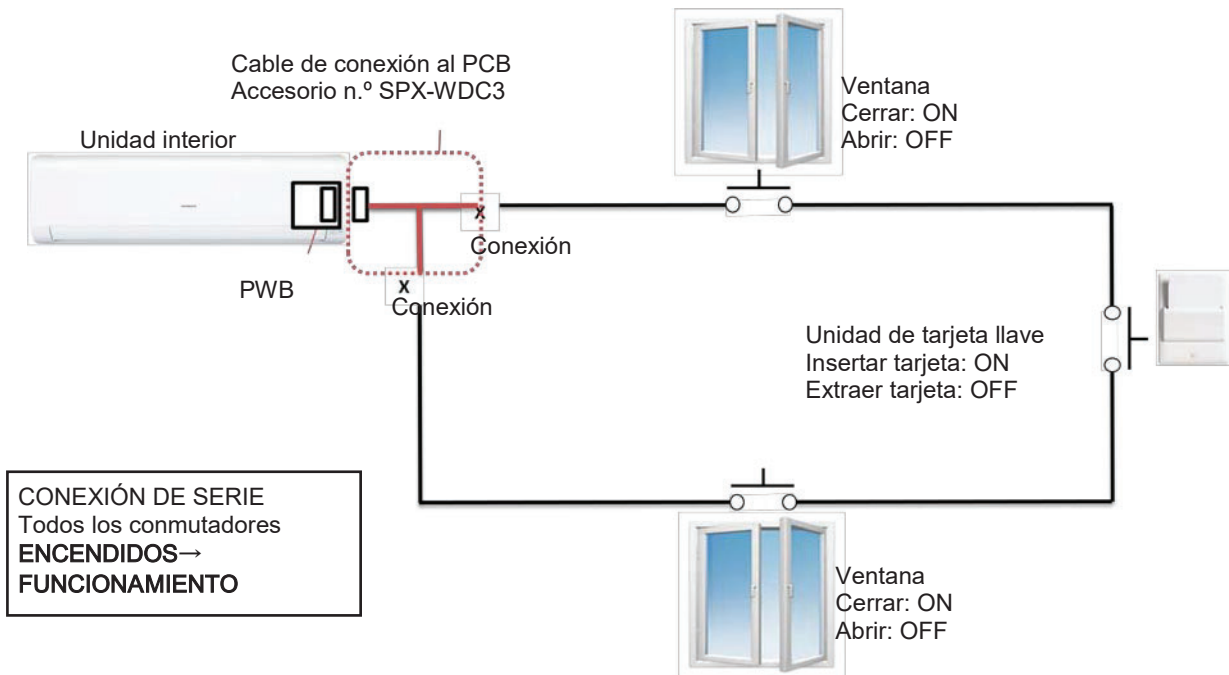 Cable de conexión al PCB
Accesorio n.º SPX-WDC3
Unidad interior
Ventana
Cerrar: ON
Abrir: OFF
X
Conexión
PWB
X
Conexión
Unidad de tarjeta llave
Insertar tarjeta: ON
Extraer tarjeta: OFF
CONEXIÓN DE SERIE
Todos los conmutadores
ENCENDIDOS→
FUNCIONAMIENTO
Ventana
Cerrar: ON
Abrir: OFF